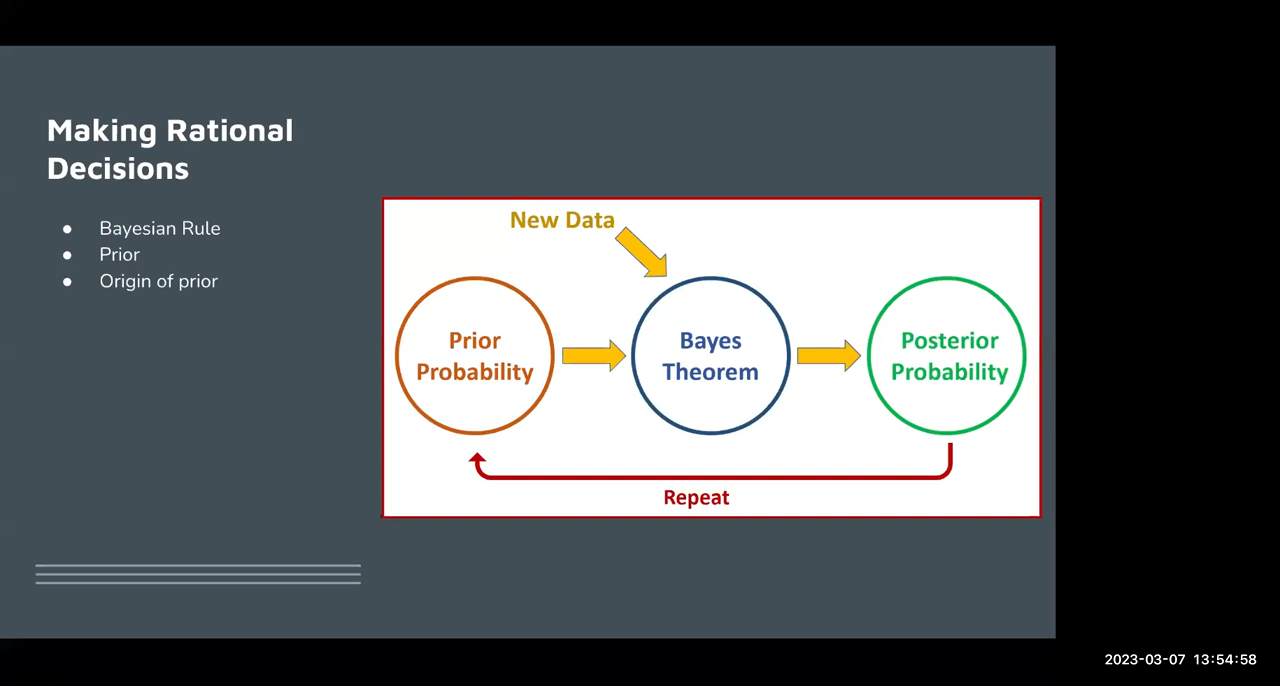 Making Rational
Decisions
● Bayesian Rule
● Prior
● Origin of prior
New Data
Prior
Probability
Bayes
Theorem
Posterior
Probability
Repeat
2023-03-07 13:54:58